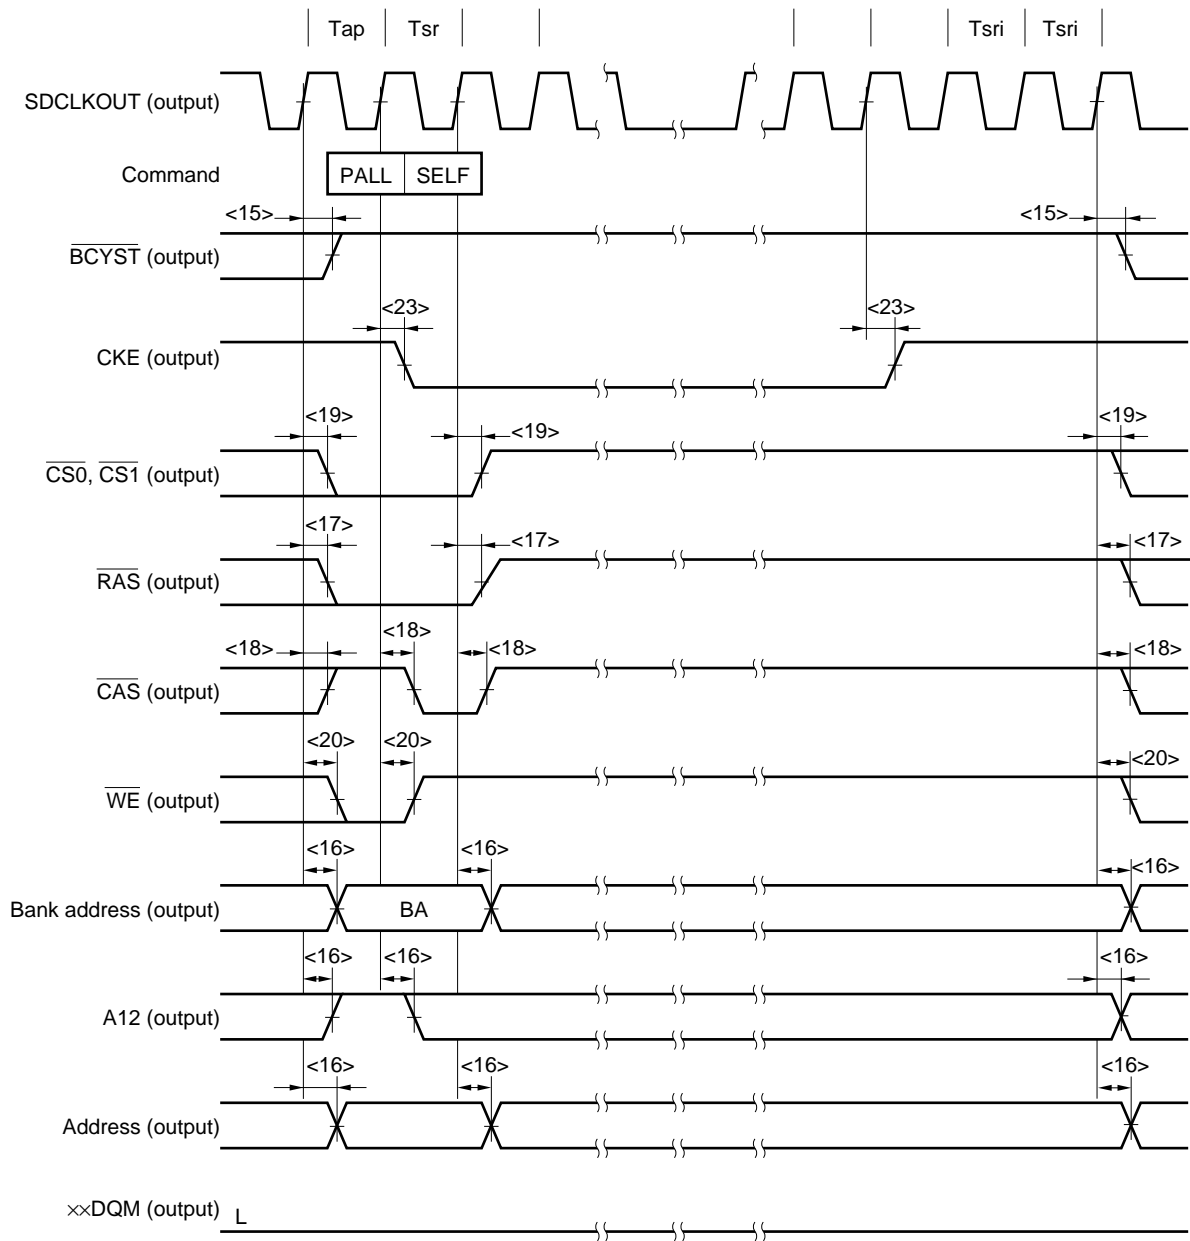 Tap Tsr Tsri Tsri
SDCLKOUT (output)
Command PALL SELF
<15> <15>
BCYST (output)
<23> <23>
CKE (output)
<19> <19> <19>
CS0, CS1 (output)
<17> <17> <17>
RAS (output)
<18> <18> <18> <18>
CAS (output)
<20> <20> <20>
WE (output)
<16> <16> <16>
Bank address (output) BA
<16> <16> <16>
A12 (output)
<16> <16> <16>
Address (output)
××DQM (output) L